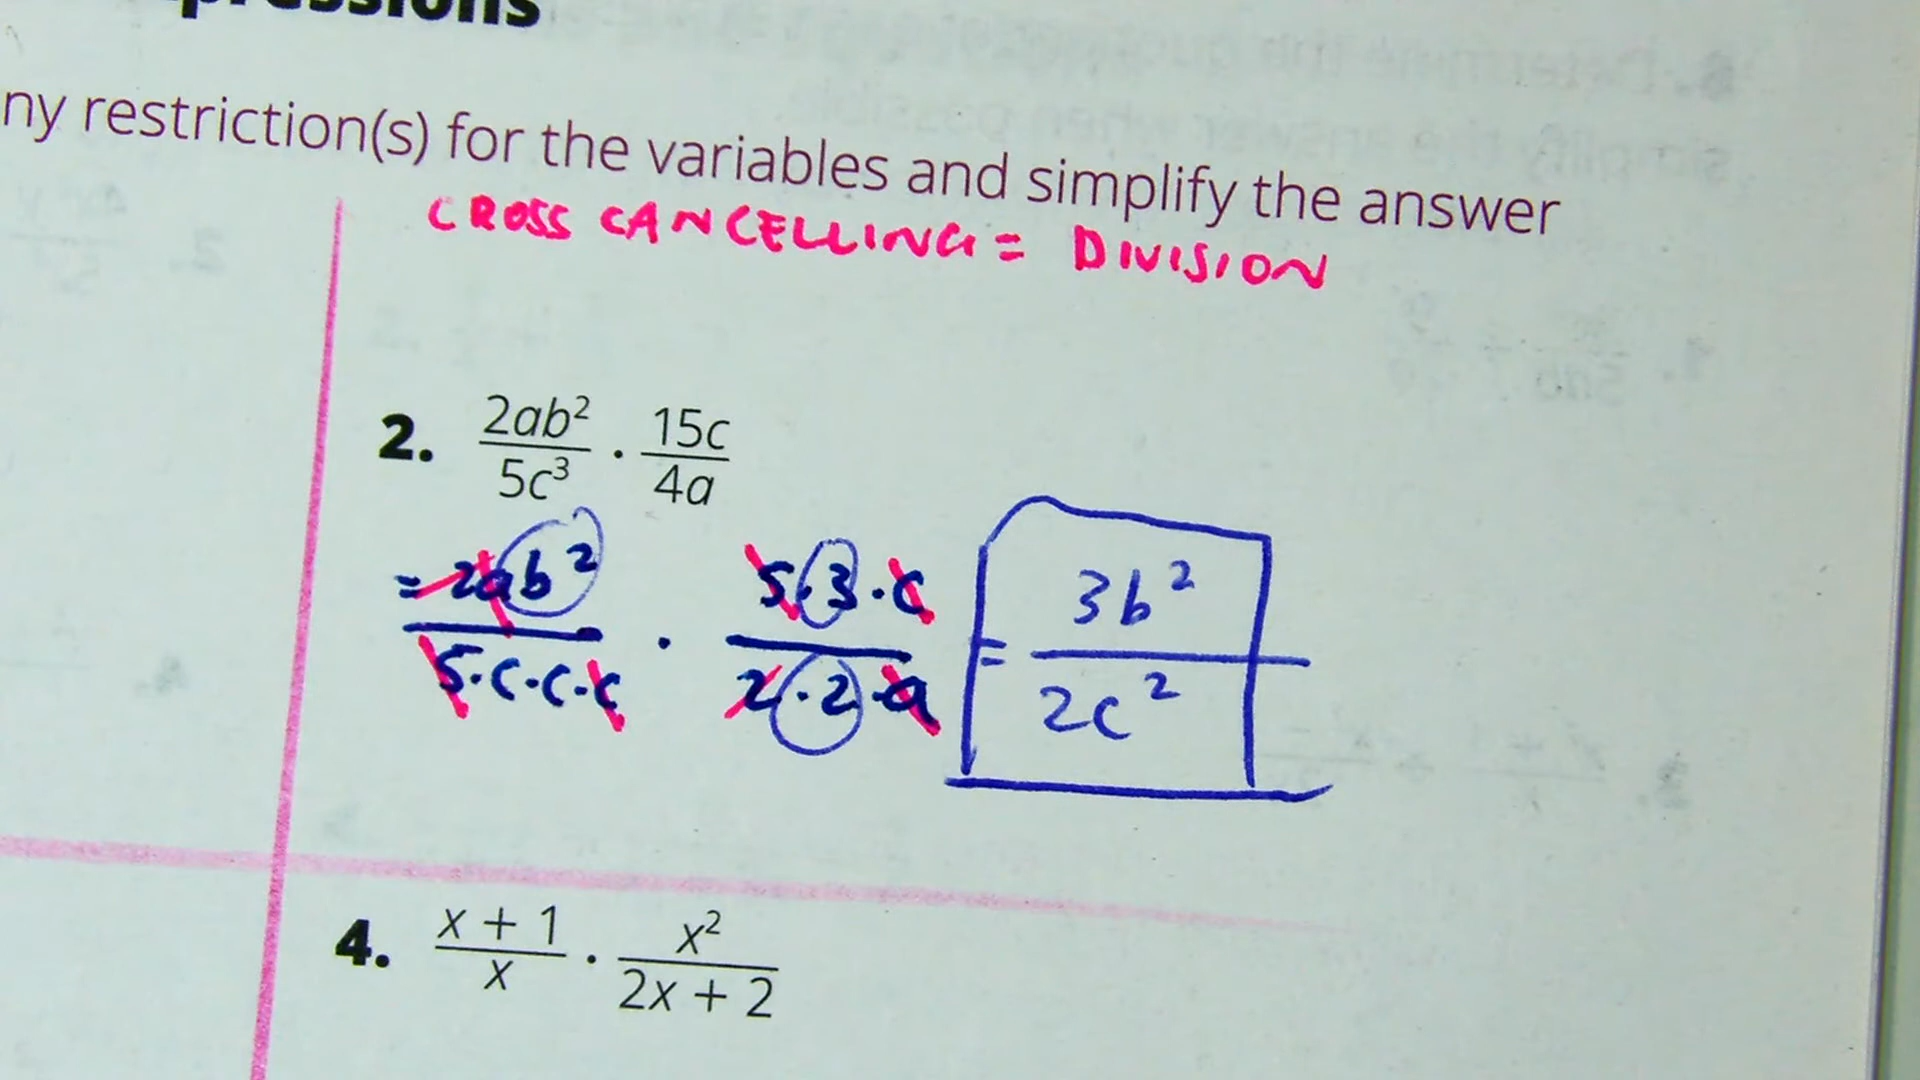 ny restriction(s) for the variables and simplify the answer
CROSS CANCELLING = DIVISION
2. 2ab²/5c³ · 15c/4a
= 2ab²/5·c·c·c · 5·3·c/2·2·a = 3b²/2c²
4. x + 1/x · x²/2x + 2